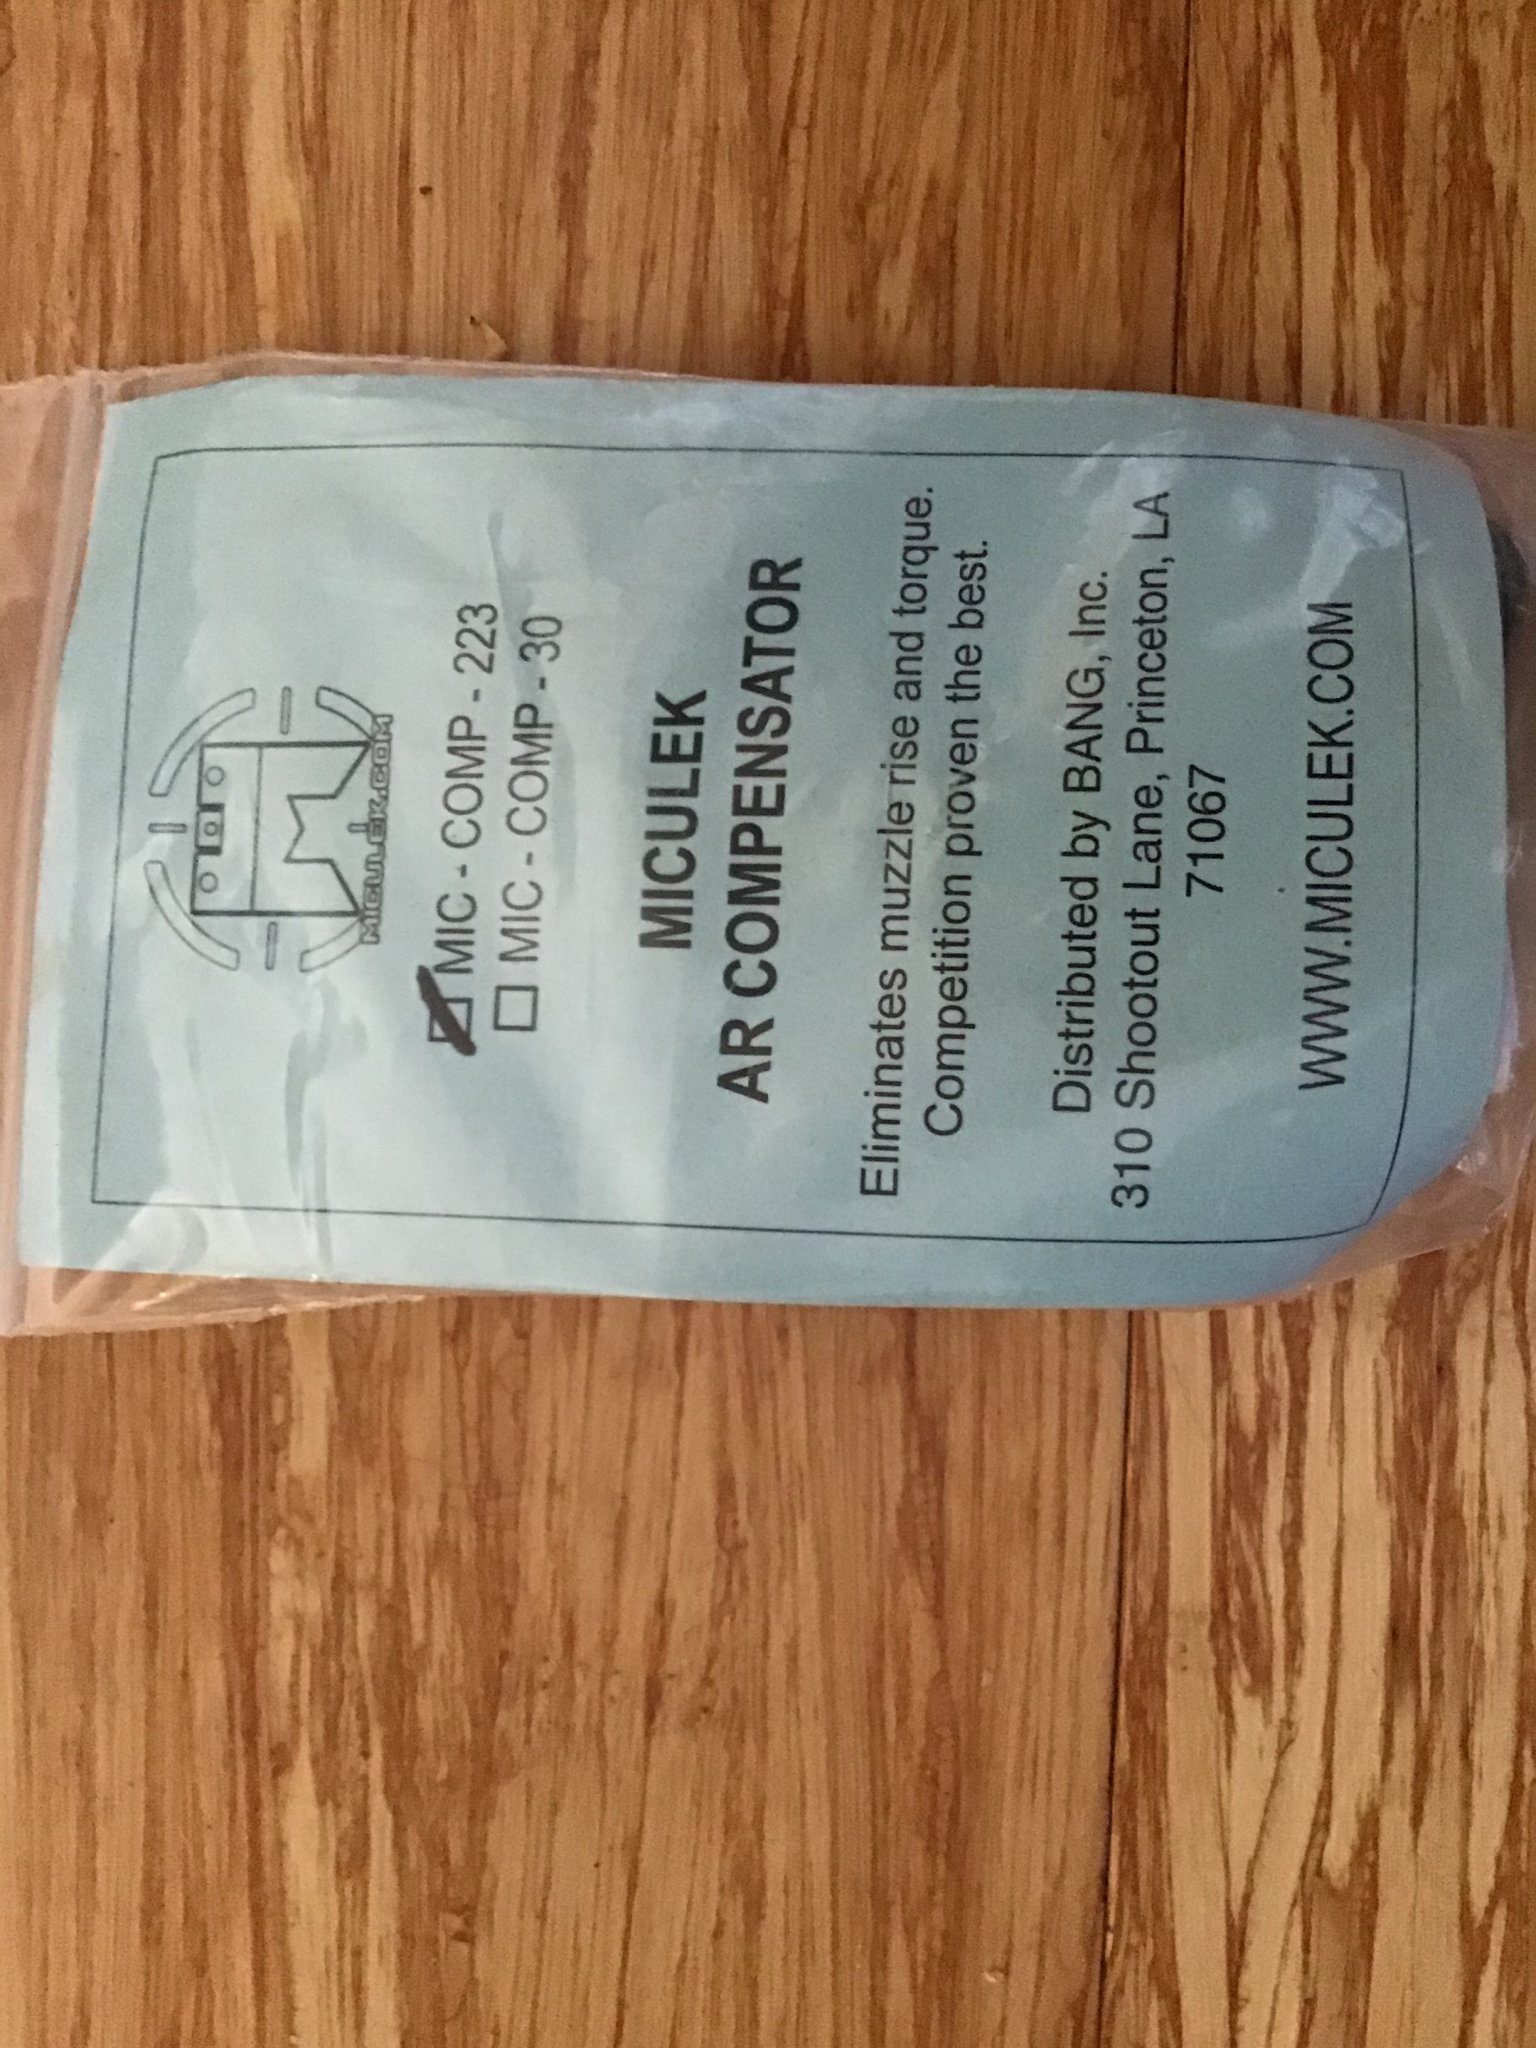 MICULEK.COM
MIC - COMP - 223
MIC - COMP - 30
MICULEK
AR COMPENSATOR
Eliminates muzzle rise and torque.
Competition proven the best.
Distributed by BANG, Inc.
310 Shootout Lane, Princeton, LA
71067
WWW.MICULEK.COM